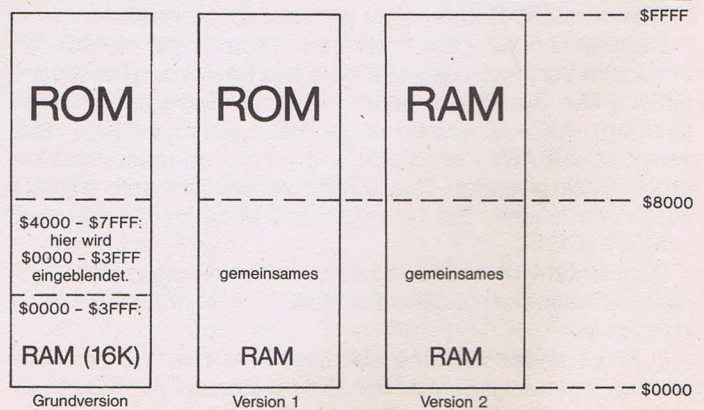 $FFFF
ROM
ROM
RAM
$8000
$4000 - $7FFF:
hier wird
$0000 - $3FFF
eingeblendet.
$0000 - $3FFF:
RAM (16K)
gemeinsames
RAM
gemeinsames
RAM
$0000
Grundversion
Version 1
Version 2